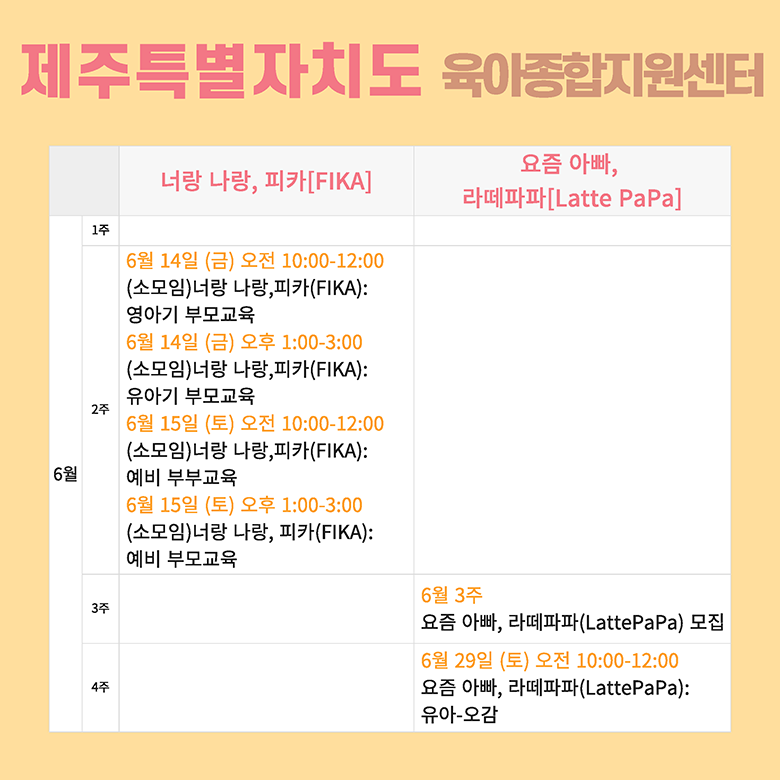 제주특별자치도 육아종합지원센터
너랑 나랑, 피카[FIKA]
요즘 아빠,
라떼파파[Latte PaPa]
6월
1주
2주
6월 14일 (금) 오전 10:00-12:00
(소모임)너랑 나랑,피카(FIKA):
영아기 부모교육
6월 14일 (금) 오후 1:00-3:00
(소모임)너랑 나랑,피카(FIKA):
유아기 부모교육
6월 15일 (토) 오전 10:00-12:00
(소모임)너랑 나랑,피카(FIKA):
예비 부부교육
6월 15일 (토) 오후 1:00-3:00
(소모임)너랑 나랑, 피카(FIKA):
예비 부모교육
3주
6월 3주
요즘 아빠, 라떼파파(LattePaPa) 모집
4주
6월 29일 (토) 오전 10:00-12:00
요즘 아빠, 라떼파파(LattePaPa):
유아-오감